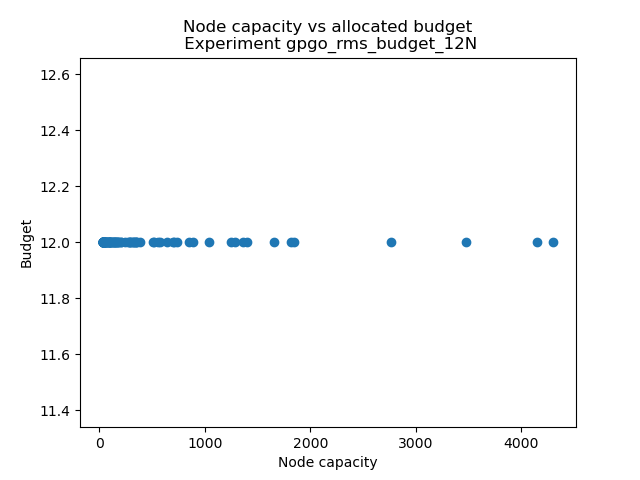 Node capacity vs allocated budget
Experiment gpgo_rms_budget_12N
12.6
12.4
12.2
12.0
11.8
11.6
11.4
Budget
0 1000 2000 3000 4000
Node capacity